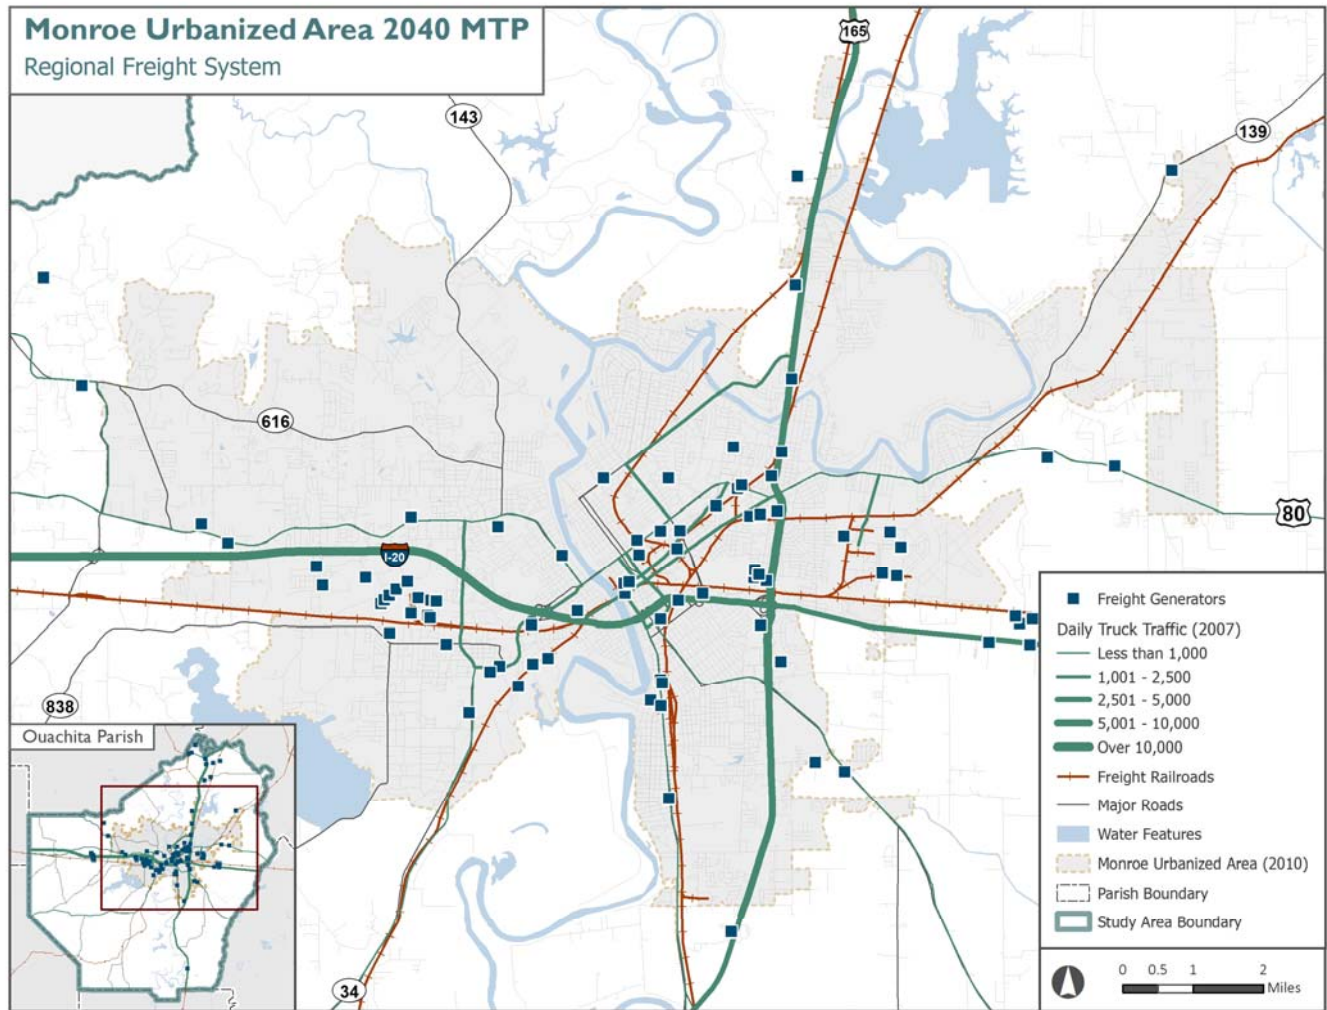 Monroe Urbanized Area 2040 MTP
Regional Freight System
165
143
139
616
80
I-20
838
34
Ouachita Parish
Freight Generators
Daily Truck Traffic (2007)
Less than 1,000
1,001 - 2,500
2,501 - 5,000
5,001 - 10,000
Over 10,000
Freight Railroads
Major Roads
Water Features
Monroe Urbanized Area (2010)
Parish Boundary
Study Area Boundary
0 0.5 1 2
Miles